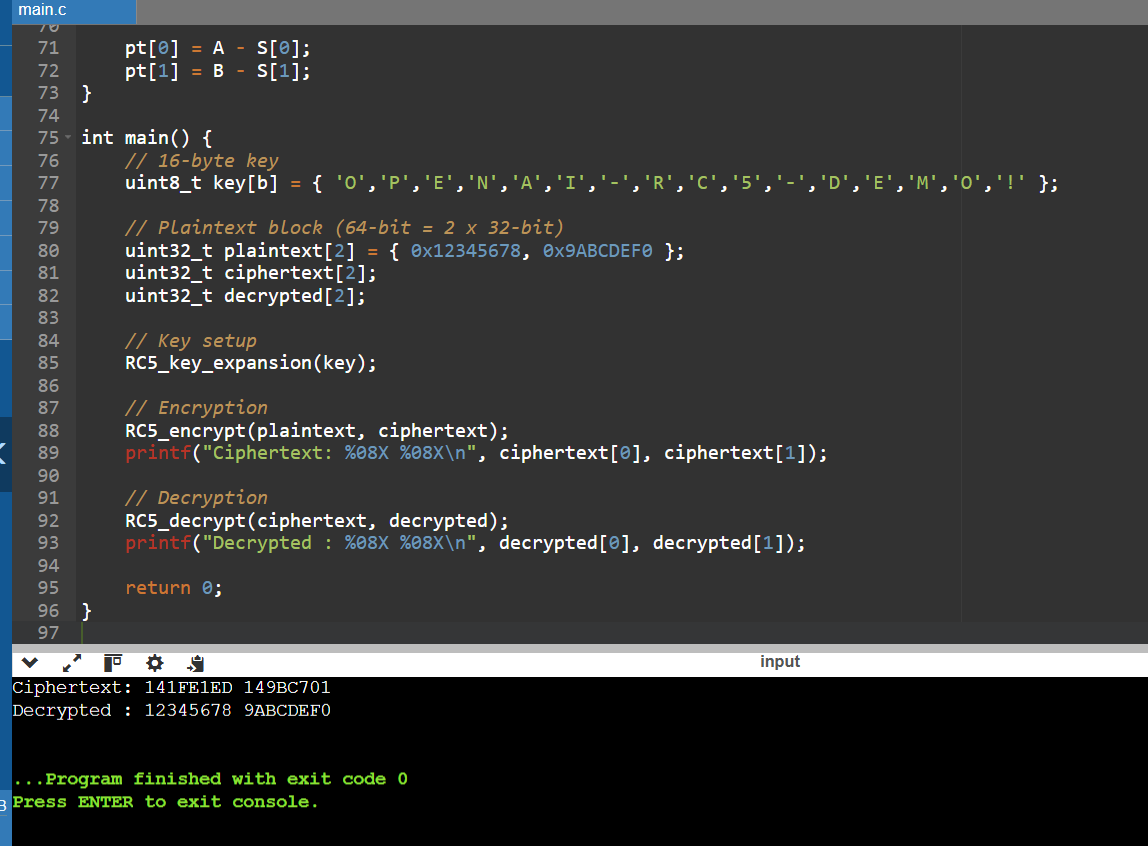 main.c
70
71 pt[0] = A - S[0];
72 pt[1] = B - S[1];
73 }
74
75 int main() {
76 // 16-byte key
77 uint8_t key[b] = { 'O','P','E','N','A','I','-','R','C','5','-','D','E','M','O','!' };
78
79 // Plaintext block (64-bit = 2 x 32-bit)
80 uint32_t plaintext[2] = { 0x12345678, 0x9ABCDEF0 };
81 uint32_t ciphertext[2];
82 uint32_t decrypted[2];
83
84 // Key setup
85 RC5_key_expansion(key);
86
87 // Encryption
88 RC5_encrypt(plaintext, ciphertext);
89 printf("Ciphertext: %08X %08X\n", ciphertext[0], ciphertext[1]);
90
91 // Decryption
92 RC5_decrypt(ciphertext, decrypted);
93 printf("Decrypted : %08X %08X\n", decrypted[0], decrypted[1]);
94
95 return 0;
96 }
97
input
Ciphertext: 141FE1ED 149BC701
Decrypted : 12345678 9ABCDEF0
...Program finished with exit code 0
Press ENTER to exit console.